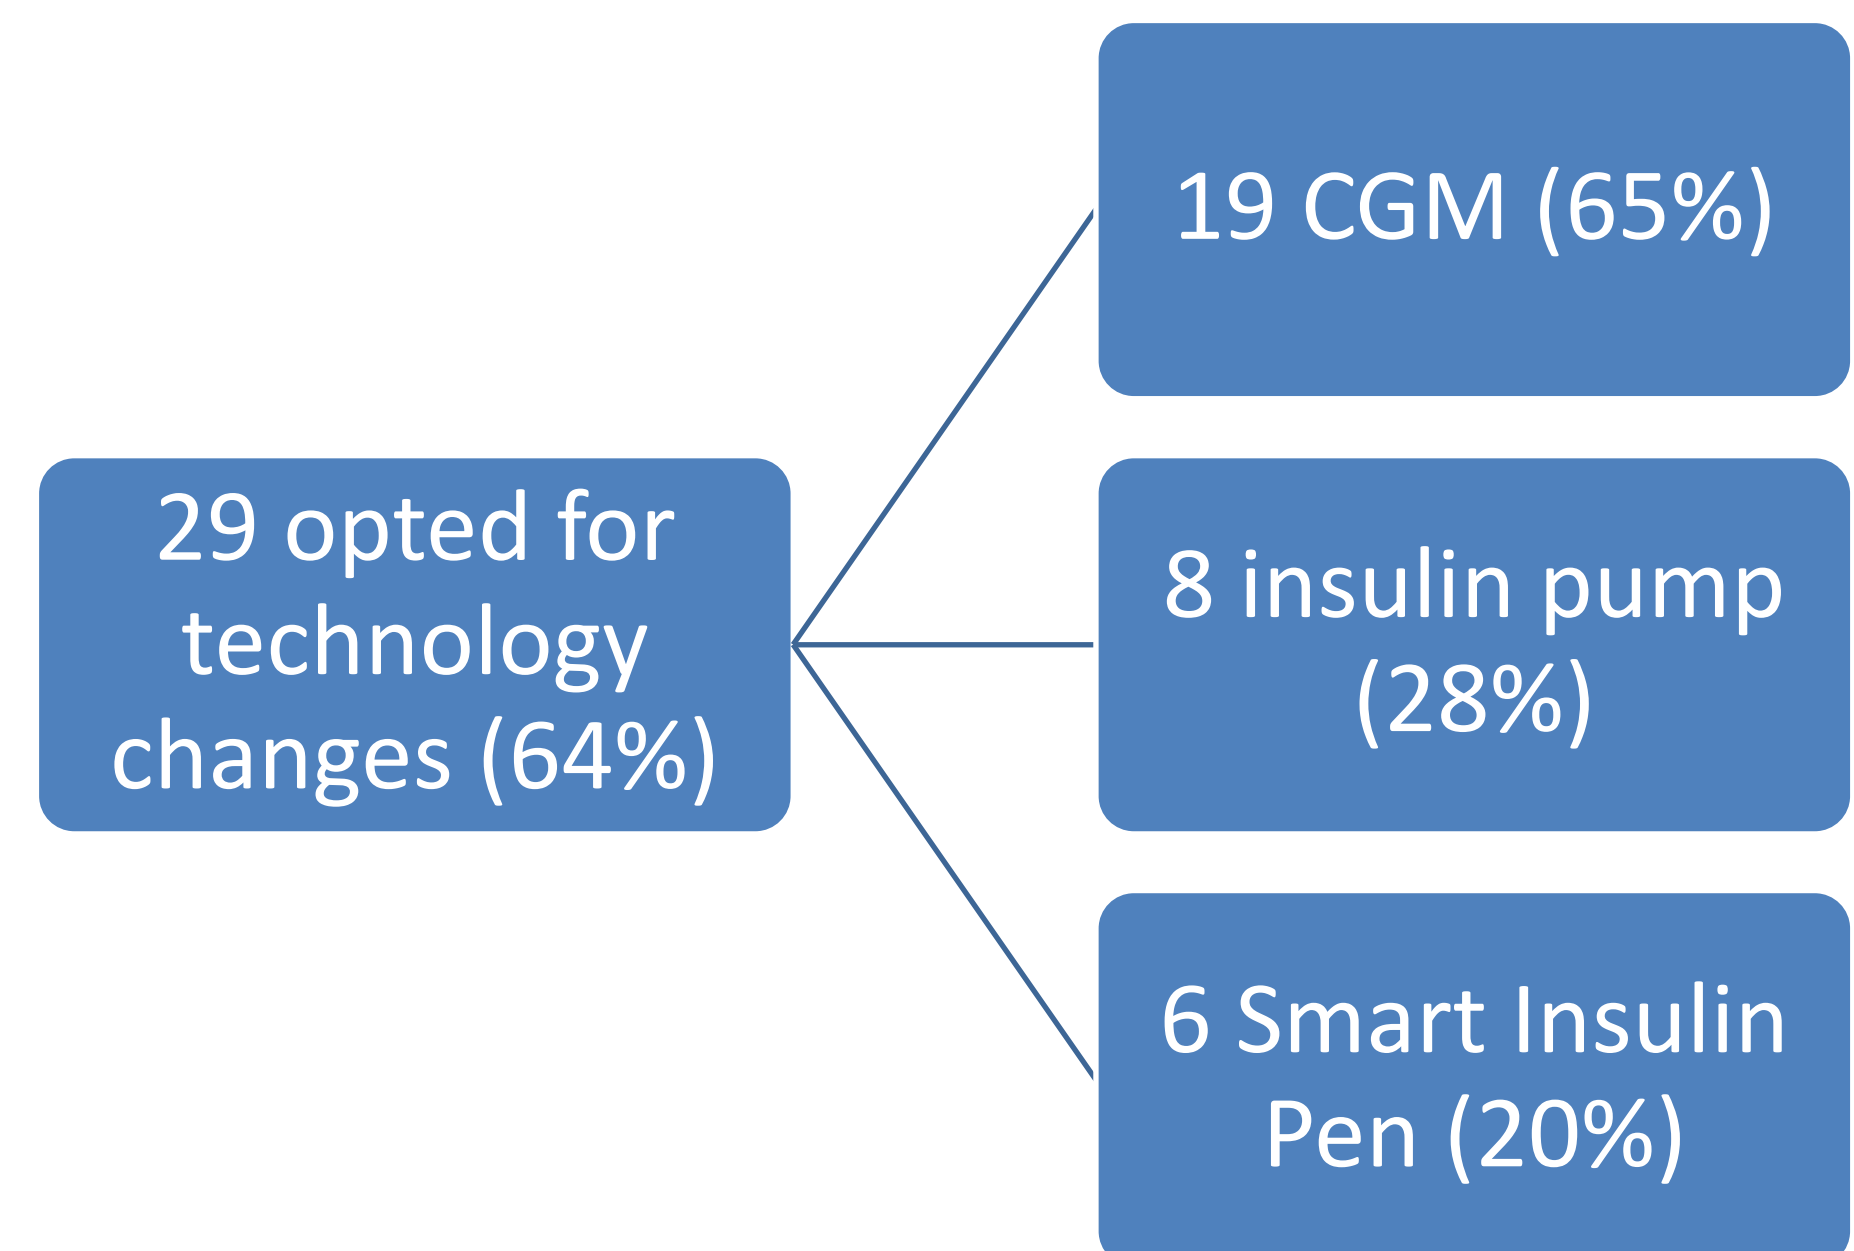 29 opted for
technology
changes (64%)
19 CGM (65%)
8 insulin pump
(28%)
6 Smart Insulin
Pen (20%)